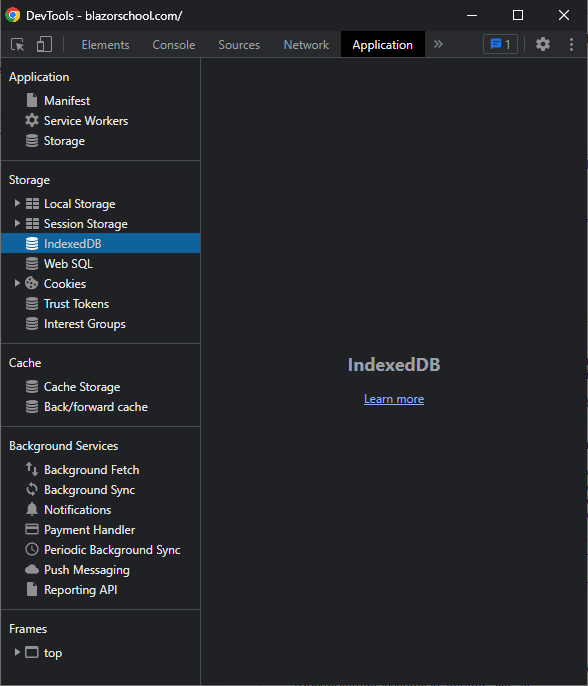 DevTools - blazorschool.com/
Elements Console Sources Network Application 1
Application
Manifest
Service Workers
Storage
Storage
Local Storage
Session Storage
IndexedDB
Web SQL
Cookies
Trust Tokens
Interest Groups
Cache
Cache Storage
Back/forward cache
Background Services
Background Fetch
Background Sync
Notifications
Payment Handler
Periodic Background Sync
Push Messaging
Reporting API
Frames
top
IndexedDB
Learn more